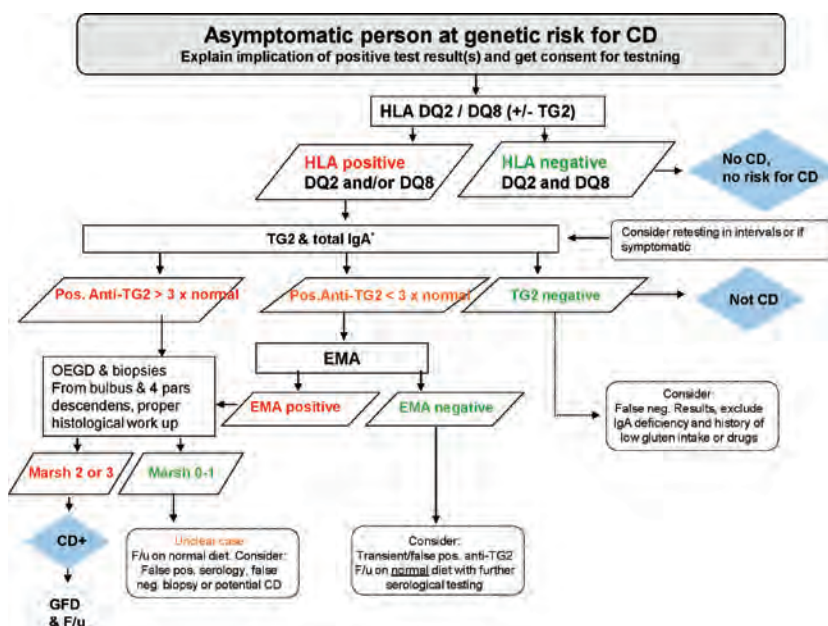 Asymptomatic person at genetic risk for CD
Explain implication of positive test result(s) and get consent for testning
HLA DQ2 / DQ8 (+/- TG2)
HLA positive
DQ2 and/or DQ8
HLA negative
DQ2 and DQ8
No CD,
no risk for CD
TG2 & total IgA*
Consider retesting in intervals or if
symptomatic
Pos. Anti-TG2 > 3 x normal
Pos.Anti-TG2 < 3 x normal
TG2 negative
Not CD
EMA
OEGD & biopsies
From bulbus & 4 pars
descendens, proper
histological work up
EMA positive
EMA negative
Consider:
False neg. Results, exclude
IgA deficiency and history of
low gluten intake or drugs
Marsh 2 or 3
Marsh 0-1
CD+
Unclear case
F/u on normal diet. Consider:
False pos. serology, false
neg. biopsy or potential CD
Consider:
Transient/false pos. anti-TG2
F/u on normal diet with further
serological testing
GFD
& F/u